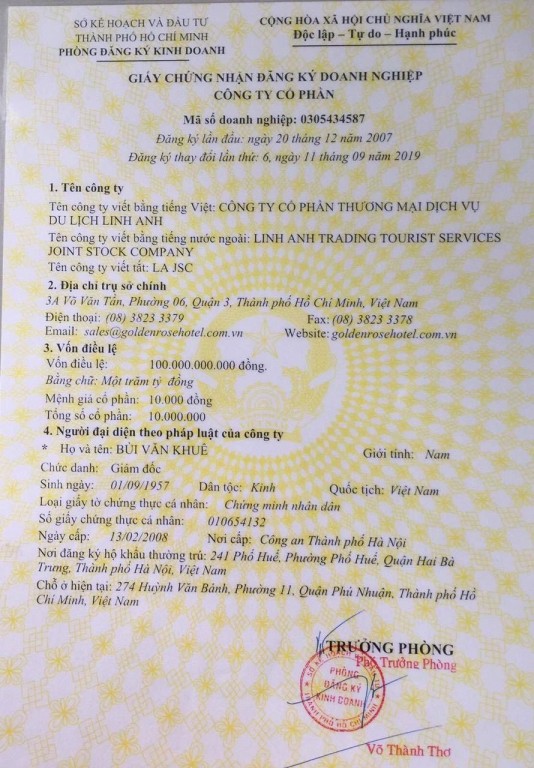 SỞ KẾ HOẠCH VÀ ĐẦU TƯ
THÀNH PHỐ HỒ CHÍ MINH
PHÒNG ĐĂNG KÝ KINH DOANH
CỘNG HÒA XÃ HỘI CHỦ NGHĨA VIỆT NAM
Độc lập – Tự do – Hạnh phúc
GIẤY CHỨNG NHẬN ĐĂNG KÝ DOANH NGHIỆP
CÔNG TY CỔ PHẦN
Mã số doanh nghiệp: 0305434587
Đăng ký lần đầu: ngày 20 tháng 12 năm 2007
Đăng ký thay đổi lần thứ: 6, ngày 11 tháng 09 năm 2019
1. Tên công ty
Tên công ty viết bằng tiếng Việt: CÔNG TY CỔ PHẦN THƯƠNG MẠI DỊCH VỤ
DU LỊCH LINH ANH
Tên công ty viết bằng tiếng nước ngoài: LINH ANH TRADING TOURIST SERVICES
JOINT STOCK COMPANY
Tên công ty viết tắt: LA JSC
2. Địa chỉ trụ sở chính
3A Võ Văn Tần, Phường 06, Quận 3, Thành phố Hồ Chí Minh, Việt Nam
Điện thoại: (08) 3823 3379 Fax: (08) 3823 3378
Email: sales@goldenrosehotel.com.vn Website: goldenrosehotel.com.vn
3. Vốn điều lệ
Vốn điều lệ: 100.000.000.000 đồng.
Bằng chữ: Một trăm tỷ đồng
Mệnh giá cổ phần: 10.000 đồng
Tổng số cổ phần: 10.000.000
4. Người đại diện theo pháp luật của công ty
* Họ và tên: BÙI VĂN KHUÊ Giới tính: Nam
Chức danh: Giám đốc
Sinh ngày: 01/09/1957 Dân tộc: Kinh Quốc tịch: Việt Nam
Loại giấy tờ chứng thực cá nhân: Chứng minh nhân dân
Số giấy chứng thực cá nhân: 010654132
Ngày cấp: 13/02/2008 Nơi cấp: Công an Thành phố Hà Nội
Nơi đăng ký hộ khẩu thường trú: 241 Phố Huế, Phường Phố Huế, Quận Hai Bà
Trưng, Thành phố Hà Nội, Việt Nam
Chỗ ở hiện tại: 274 Huỳnh Văn Bánh, Phường 11, Quận Phú Nhuận, Thành phố Hồ
Chí Minh, Việt Nam
TRƯỞNG PHÒNG
Phó Trưởng Phòng
PHÒNG
ĐĂNG KÝ
KINH DOANH
THÀNH PHỐ HỒ CHÍ MINH
Võ Thành Thơ